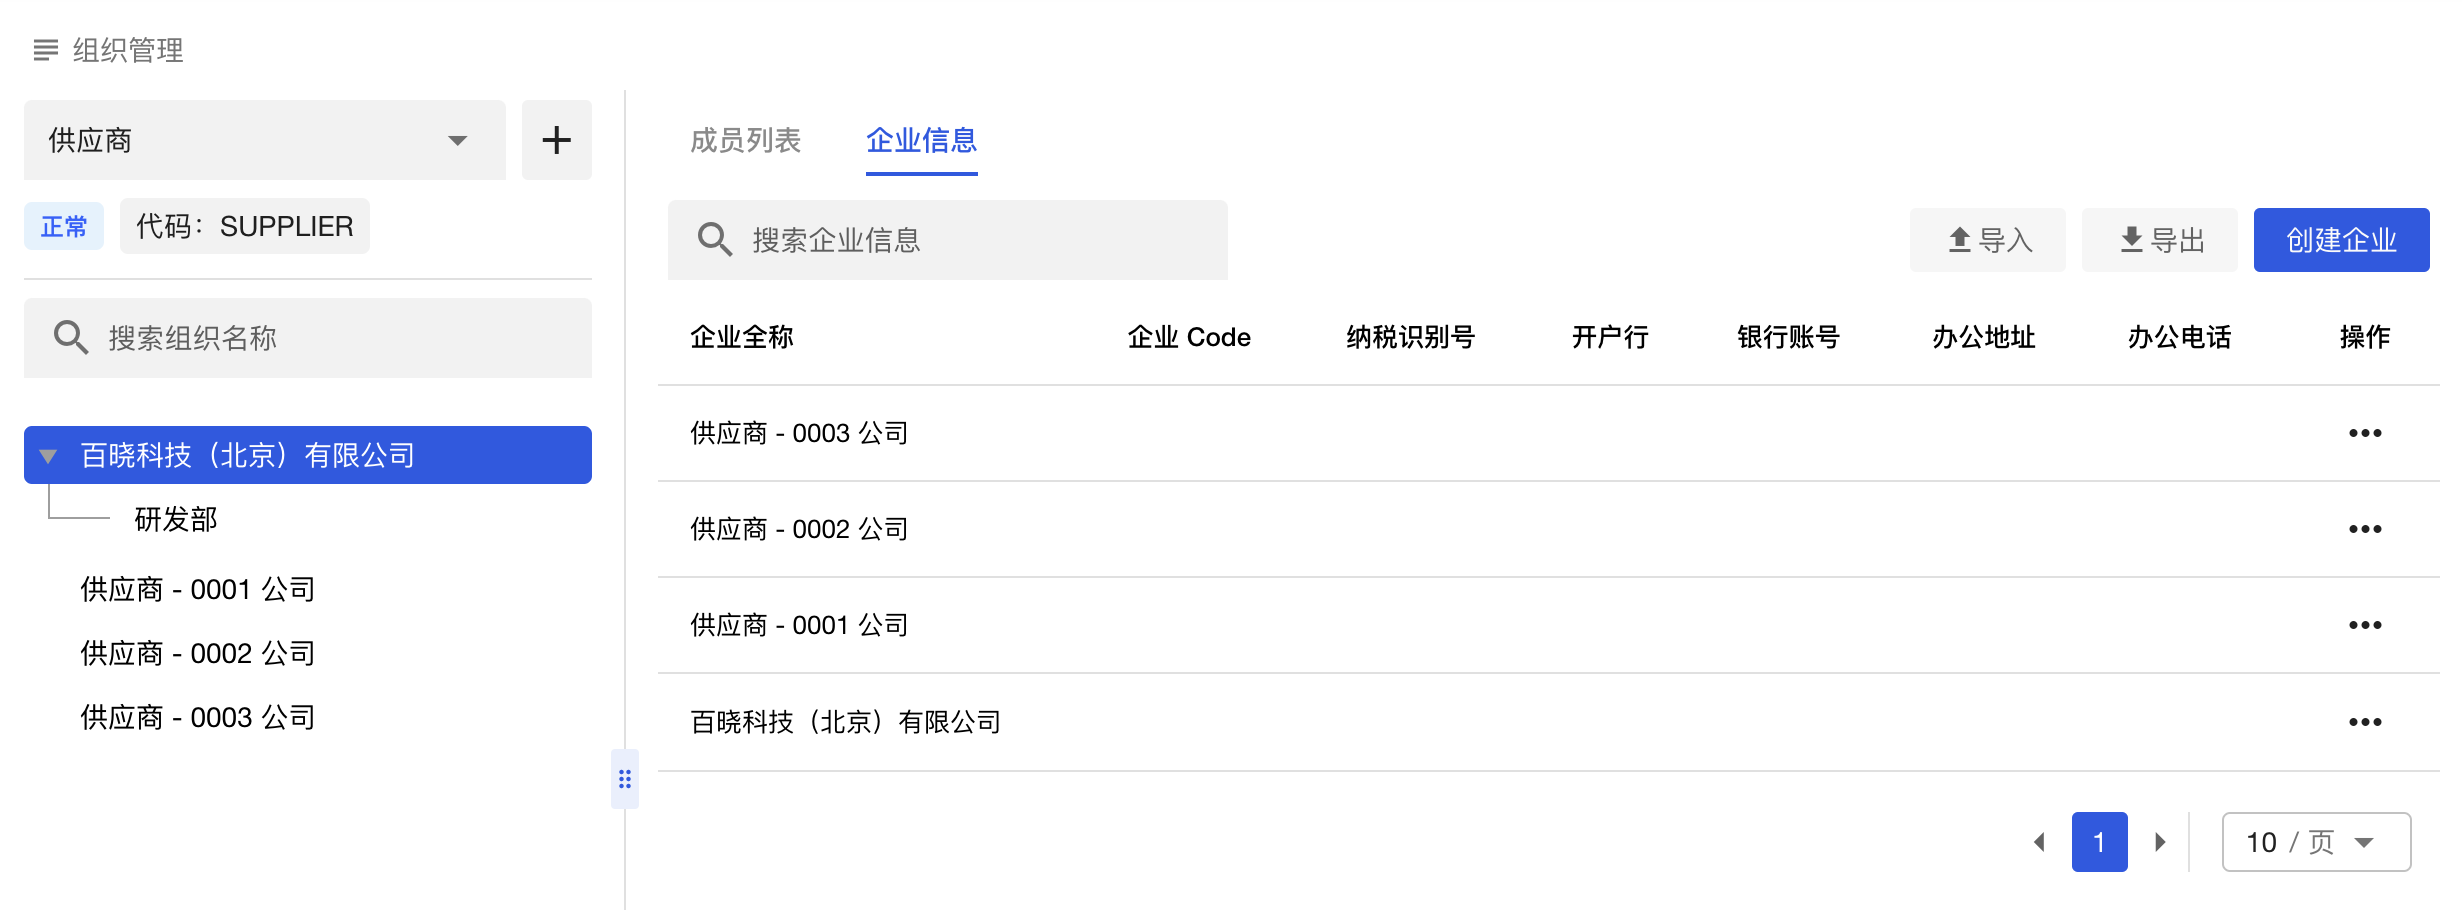 组织管理
供应商
正常
代码：SUPPLIER
搜索组织名称
百晓科技（北京）有限公司
研发部
供应商 - 0001 公司
供应商 - 0002 公司
供应商 - 0003 公司
成员列表 企业信息
搜索企业信息
导入 导出 创建企业
企业全称 企业 Code 纳税识别号 开户行 银行账号 办公地址 办公电话 操作
供应商 - 0003 公司
供应商 - 0002 公司
供应商 - 0001 公司
百晓科技（北京）有限公司
1
10 / 页